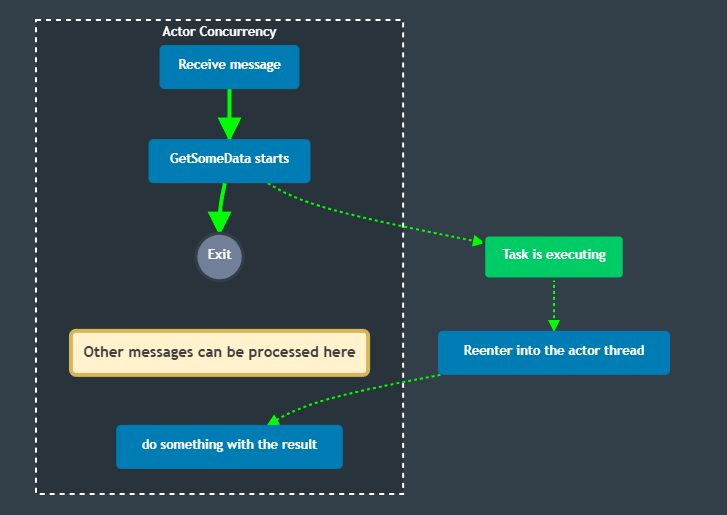 Actor Concurrency
Receive message
GetSomeData starts
Exit
Task is executing
Other messages can be processed here
Reenter into the actor thread
do something with the result